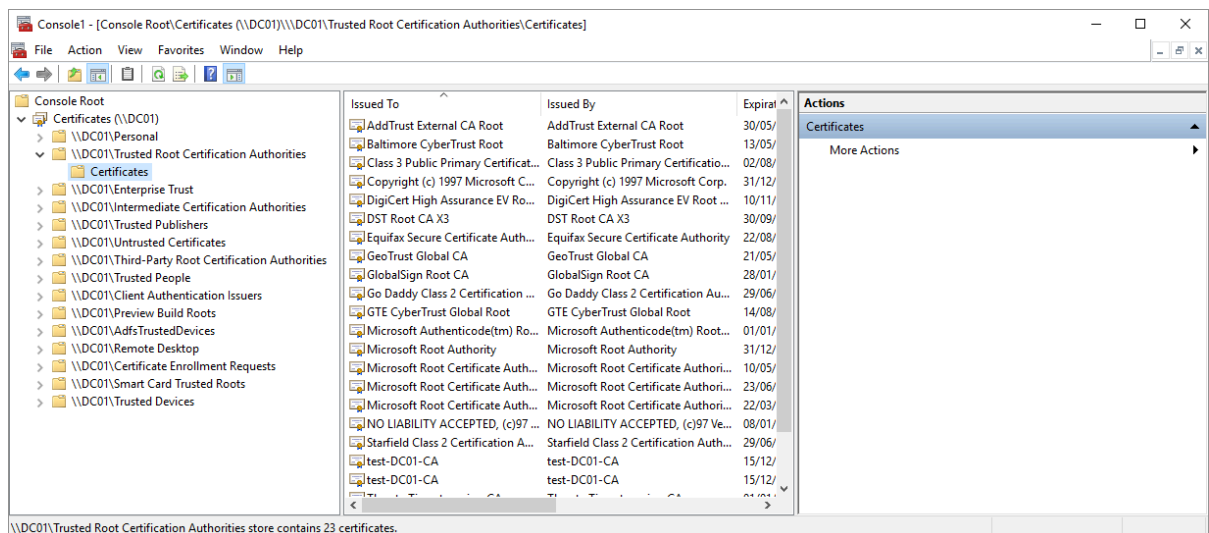 Console1 - [Console Root\Certificates (\\DC01)\\\DC01\Trusted Root Certification Authorities\Certificates]
File Action View Favorites Window Help
Console Root
Certificates (\\DC01)
\\DC01\Personal
\\DC01\Trusted Root Certification Authorities
Certificates
\\DC01\Enterprise Trust
\\DC01\Intermediate Certification Authorities
\\DC01\Trusted Publishers
\\DC01\Untrusted Certificates
\\DC01\Third-Party Root Certification Authorities
\\DC01\Trusted People
\\DC01\Client Authentication Issuers
\\DC01\Preview Build Roots
\\DC01\AdfsTrustedDevices
\\DC01\Remote Desktop
\\DC01\Certificate Enrollment Requests
\\DC01\Smart Card Trusted Roots
\\DC01\Trusted Devices
Issued To Issued By Expirat
AddTrust External CA Root AddTrust External CA Root 30/05/
Baltimore CyberTrust Root Baltimore CyberTrust Root 13/05/
Class 3 Public Primary Certificat... Class 3 Public Primary Certificatio... 02/08/
Copyright (c) 1997 Microsoft C... Copyright (c) 1997 Microsoft Corp. 31/12/
DigiCert High Assurance EV Ro... DigiCert High Assurance EV Root ... 10/11/
DST Root CA X3 DST Root CA X3 30/09/
Equifax Secure Certificate Auth... Equifax Secure Certificate Authority 22/08/
GeoTrust Global CA GeoTrust Global CA 21/05/
GlobalSign Root CA GlobalSign Root CA 28/01/
Go Daddy Class 2 Certification ... Go Daddy Class 2 Certification Au... 29/06/
GTE CyberTrust Global Root GTE CyberTrust Global Root 14/08/
Microsoft Authenticode(tm) Ro... Microsoft Authenticode(tm) Root... 01/01/
Microsoft Root Authority Microsoft Root Authority 31/12/
Microsoft Root Certificate Auth... Microsoft Root Certificate Authori... 10/05/
Microsoft Root Certificate Auth... Microsoft Root Certificate Authori... 23/06/
Microsoft Root Certificate Auth... Microsoft Root Certificate Authori... 22/03/
NO LIABILITY ACCEPTED, (c)97 ... NO LIABILITY ACCEPTED, (c)97 Ve... 08/01/
Starfield Class 2 Certification A... Starfield Class 2 Certification Auth... 29/06/
test-DC01-CA test-DC01-CA 15/12/
test-DC01-CA test-DC01-CA 15/12/
Actions
Certificates
More Actions
\\DC01\Trusted Root Certification Authorities store contains 23 certificates.